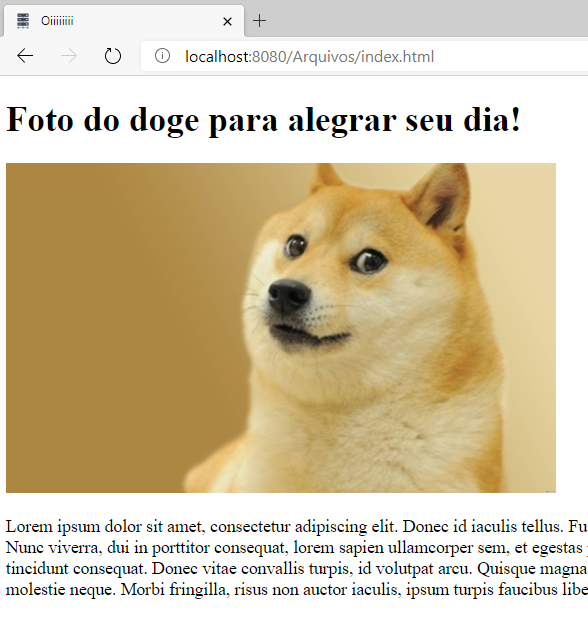 Oiiiiiiii
localhost:8080/Arquivos/index.html
Foto do doge para alegrar seu dia!
Lorem ipsum dolor sit amet, consectetur adipiscing elit. Donec id iaculis tellus. Fu
Nunc viverra, dui in porttitor consequat, lorem sapien ullamcorper sem, et egestas
tincidunt consequat. Donec vitae convallis turpis, id volutpat arcu. Quisque magna
molestie neque. Morbi fringilla, risus non auctor iaculis, ipsum turpis faucibus libe